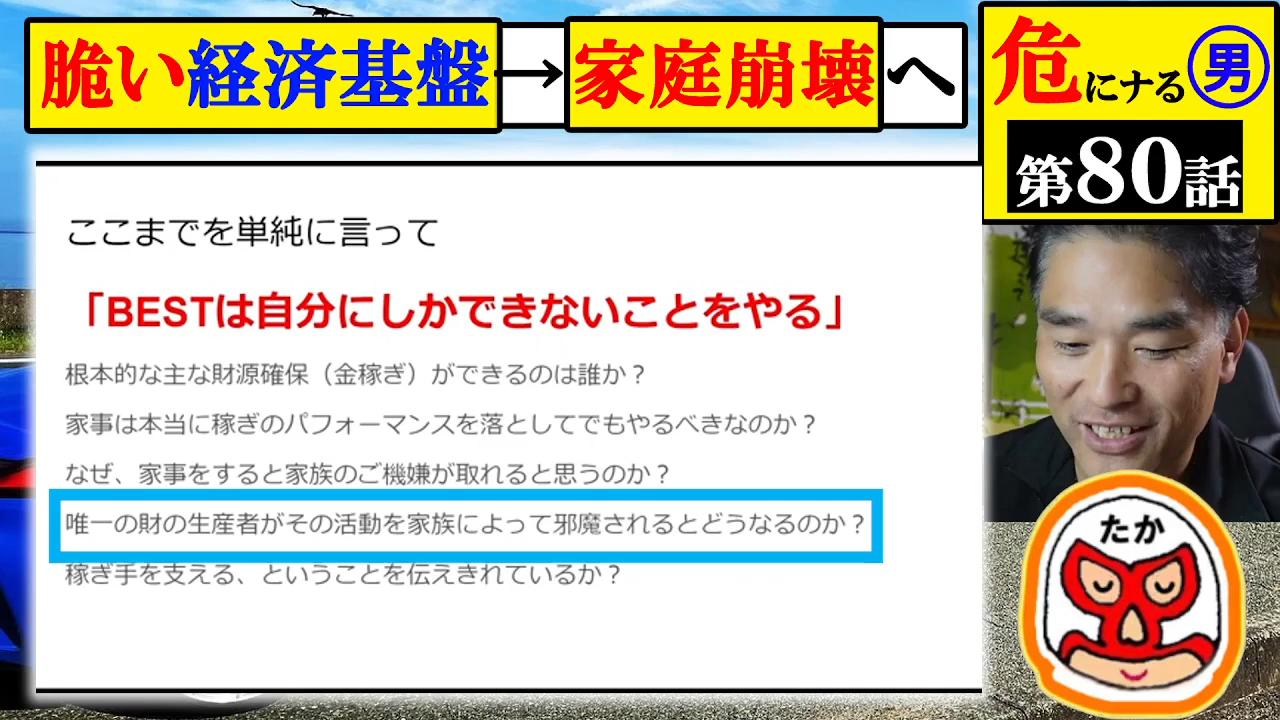 脆い経済基盤→家庭崩壊へ
危にする男
第80話
ここまでを単純に言って
「BESTは自分にしかできないことをやる」
根本的な主な財源確保（金稼ぎ）ができるのは誰か？
家事は本当に稼ぎのパフォーマンスを落としてでもやるべきなのか？
なぜ、家事をすると家族のご機嫌が取れると思うのか？
唯一の財の生産者がその活動を家族によって邪魔されるとどうなるのか？
稼ぎ手を支える、ということを伝えきれているか？
たか